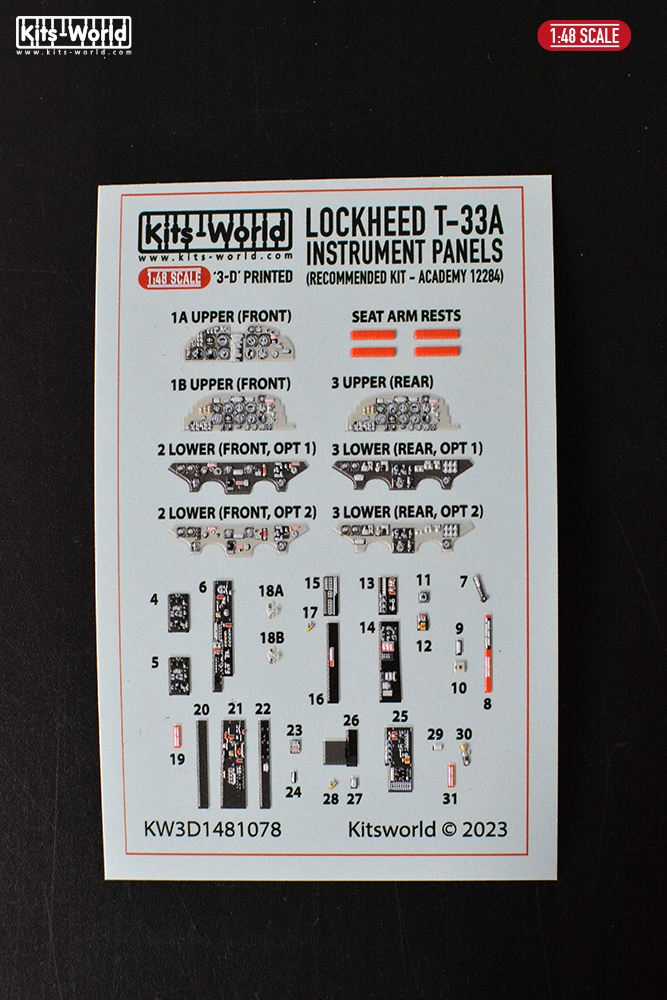 Kits-World
www.kits-world.com
1:48 SCALE
Kits-World
www.kits-world.com
1:48 SCALE '3-D' PRINTED
LOCKHEED T-33A
INSTRUMENT PANELS
(RECOMMENDED KIT - ACADEMY 12284)
1A UPPER (FRONT)
SEAT ARM RESTS
1B UPPER (FRONT)
3 UPPER (REAR)
2 LOWER (FRONT, OPT 1)
3 LOWER (REAR, OPT 1)
2 LOWER (FRONT, OPT 2)
3 LOWER (REAR, OPT 2)
4
5
6
18A
18B
15
17
16
13
14
11
12
7
9
10
8
19
20
21
22
23
24
26
28
27
25
29
30
31
KW3D1481078
Kitsworld © 2023